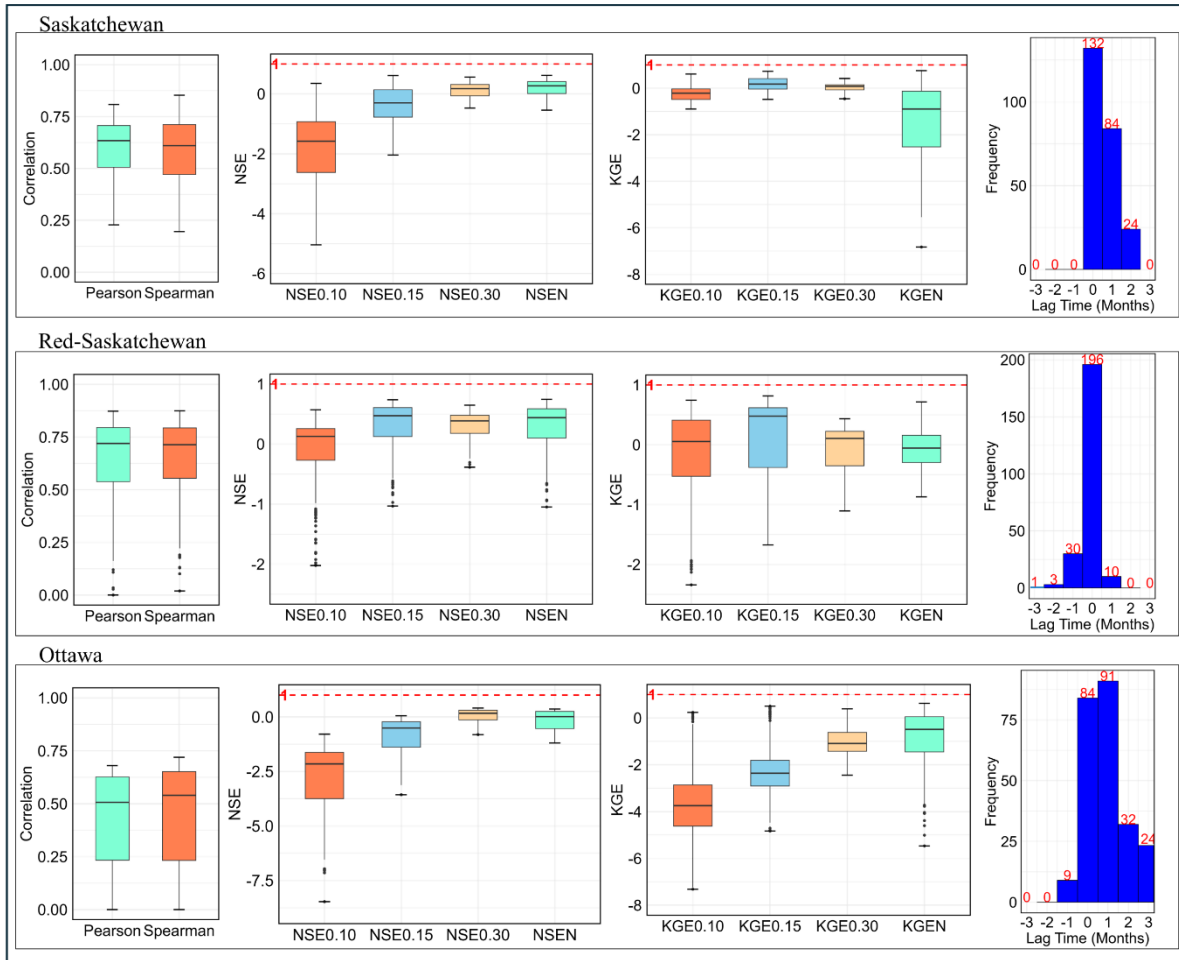 Saskatchewan
1.00
0.75
0.50
0.25
0.00
Correlation
Pearson Spearman
1
0
-2
-4
-6
NSE
NSE0.10 NSE0.15 NSE0.30 NSEN
1
0
-2
-4
-6
-8
KGE
KGE0.10 KGE0.15 KGE0.30 KGEN
100
50
0
Frequency
0 0 0 132 84 24 0
-3 -2 -1 0 1 2 3
Lag Time (Months)
Red-Saskatchewan
1.00
0.75
0.50
0.25
0.00
Correlation
Pearson Spearman
1
1
0
-1
-2
NSE
NSE0.10 NSE0.15 NSE0.30 NSEN
1
1
0
-1
-2
KGE
KGE0.10 KGE0.15 KGE0.30 KGEN
200
150
100
50
0
Frequency
1 3 30 196 10 0 0
-3 -2 -1 0 1 2 3
Lag Time (Months)
Ottawa
1.00
0.75
0.50
0.25
0.00
Correlation
Pearson Spearman
1
0.0
-2.5
-5.0
-7.5
NSE
NSE0.10 NSE0.15 NSE0.30 NSEN
1
0
-2
-4
-6
-8
KGE
KGE0.10 KGE0.15 KGE0.30 KGEN
75
50
25
0
Frequency
0 0 9 84 91 32 24
-3 -2 -1 0 1 2 3
Lag Time (Months)